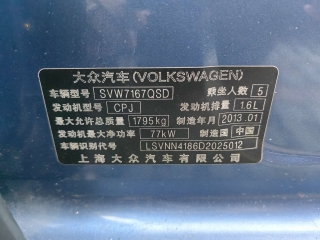 大众汽车(VOLKSWAGEN)
车辆型号 SVW7167QSD 乘坐人数 5
发动机型号 CPJ 发动机排量 1.6L
最大允许总质量 1795kg 制造年月 2013.01
发动机最大净功率 77kW 制造国 中国
车辆识别代号 LSVNN4186D2025012
上海大众汽车有限公司